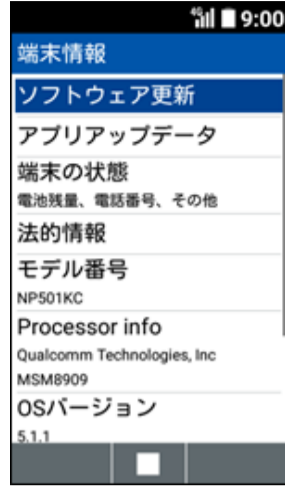 4G 9:00
端末情報
ソフトウェア更新
アプリアップデータ
端末の状態
電池残量、電話番号、その他
法的情報
モデル番号
NP501KC
Processor info
Qualcomm Technologies, Inc
MSM8909
OSバージョン
5.1.1